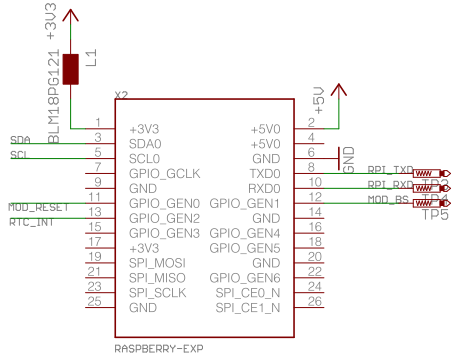 +3V3
BLM18PG121
L1
X2
+5V
1 +3V3 +5V0 2
SDA 3 SDA0 +5V0 4
SCL 5 SCL0 GND 6 GND
7 GPIO_GCLK TXD0 8 RPI_TXD TP3
9 GND RXD0 10 RPI_RXD TP4
MOD_RESET 11 GPIO_GEN0 GPIO_GEN1 12 MOD_BS TP5
RTC_INT 13 GPIO_GEN2 GND 14
15 GPIO_GEN3 GPIO_GEN4 16
17 +3V3 GPIO_GEN5 18
19 SPI_MOSI GND 20
21 SPI_MISO GPIO_GEN6 22
23 SPI_SCLK SPI_CE0_N 24
25 GND SPI_CE1_N 26
RASPBERRY-EXP